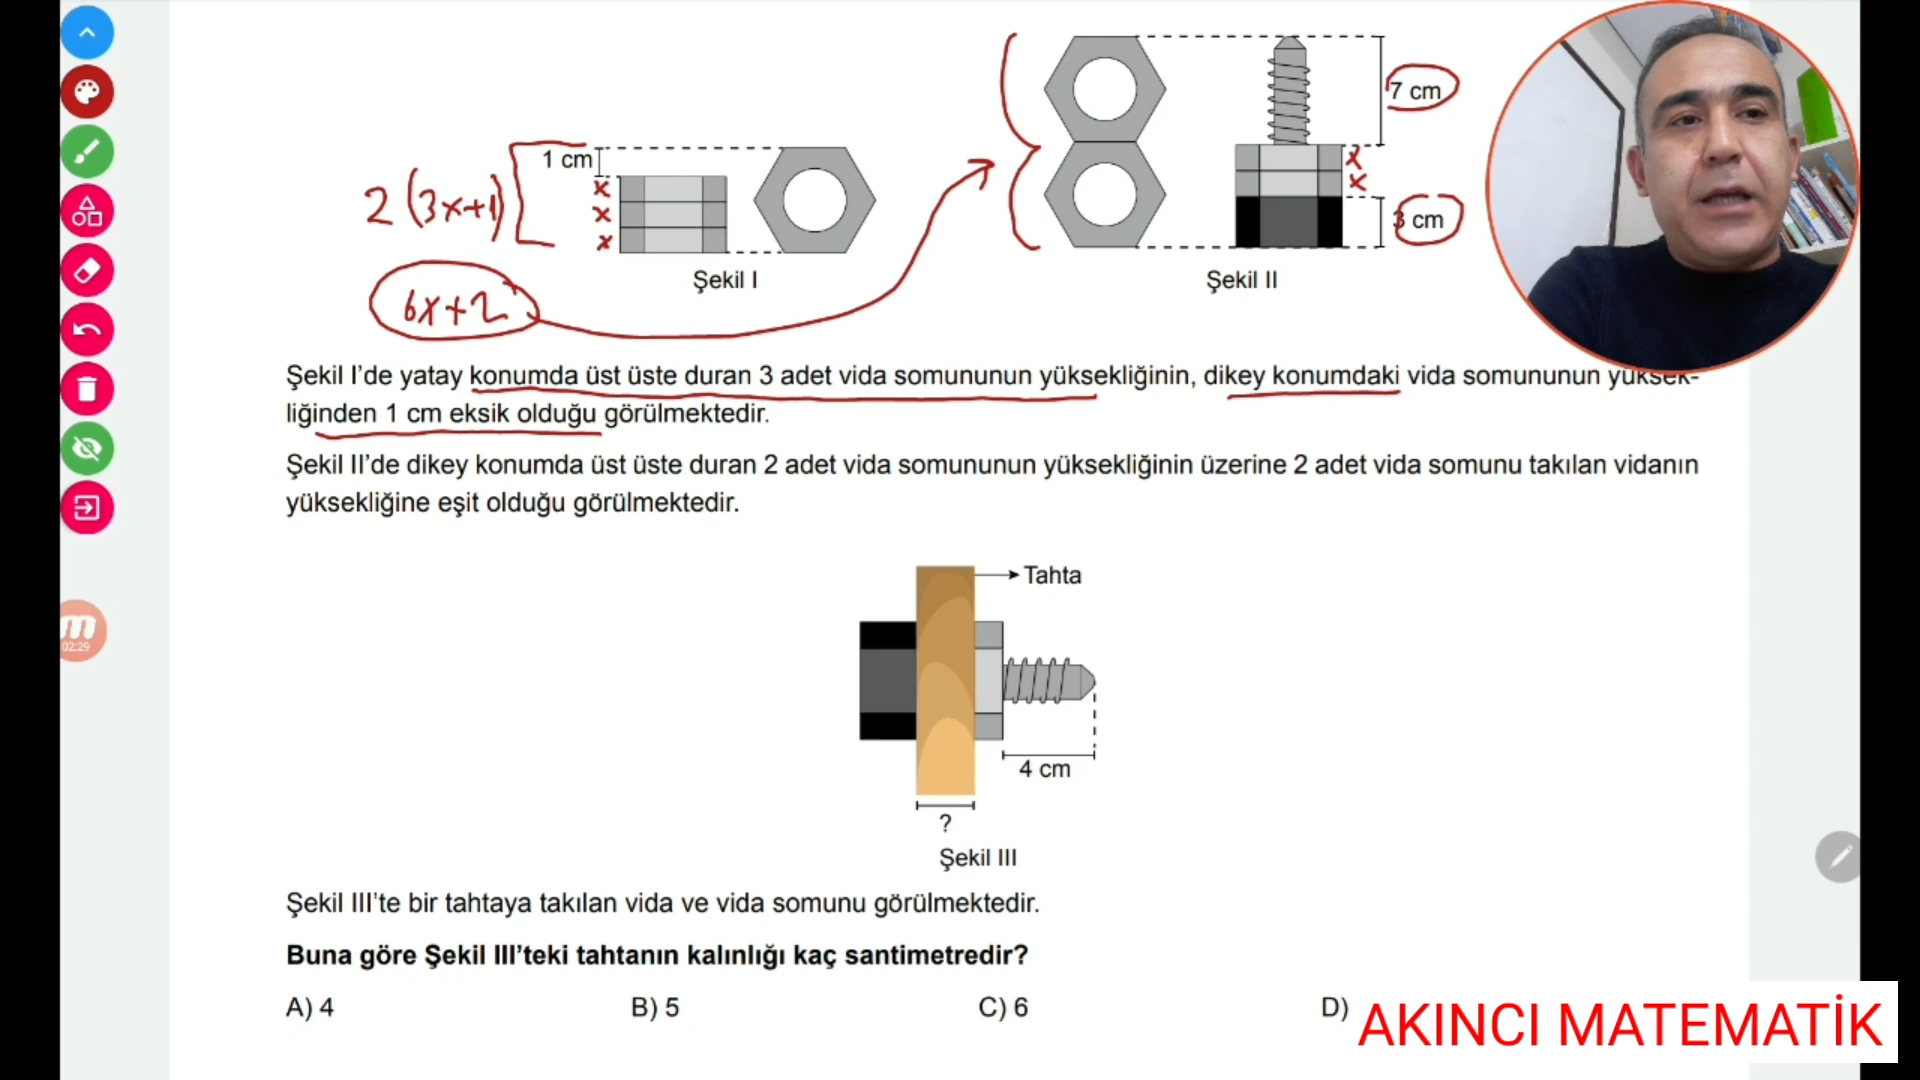 1 cm
x
x
x
2 (3x+1)
6x+2
Şekil I
7 cm
x
x
3 cm
Şekil II
Şekil I’de yatay konumda üst üste duran 3 adet vida somununun yüksekliğinin, dikey konumdaki vida somununun yüksek-
liğinden 1 cm eksik olduğu görülmektedir.
Şekil II’de dikey konumda üst üste duran 2 adet vida somununun yüksekliğinin üzerine 2 adet vida somunu takılan vidanın
yüksekliğine eşit olduğu görülmektedir.
Tahta
4 cm
?
Şekil III
m
02:29
Şekil III’te bir tahtaya takılan vida ve vida somunu görülmektedir.
Buna göre Şekil III’teki tahtanın kalınlığı kaç santimetredir?
A) 4
B) 5
C) 6
D)
AKINCI MATEMATİK